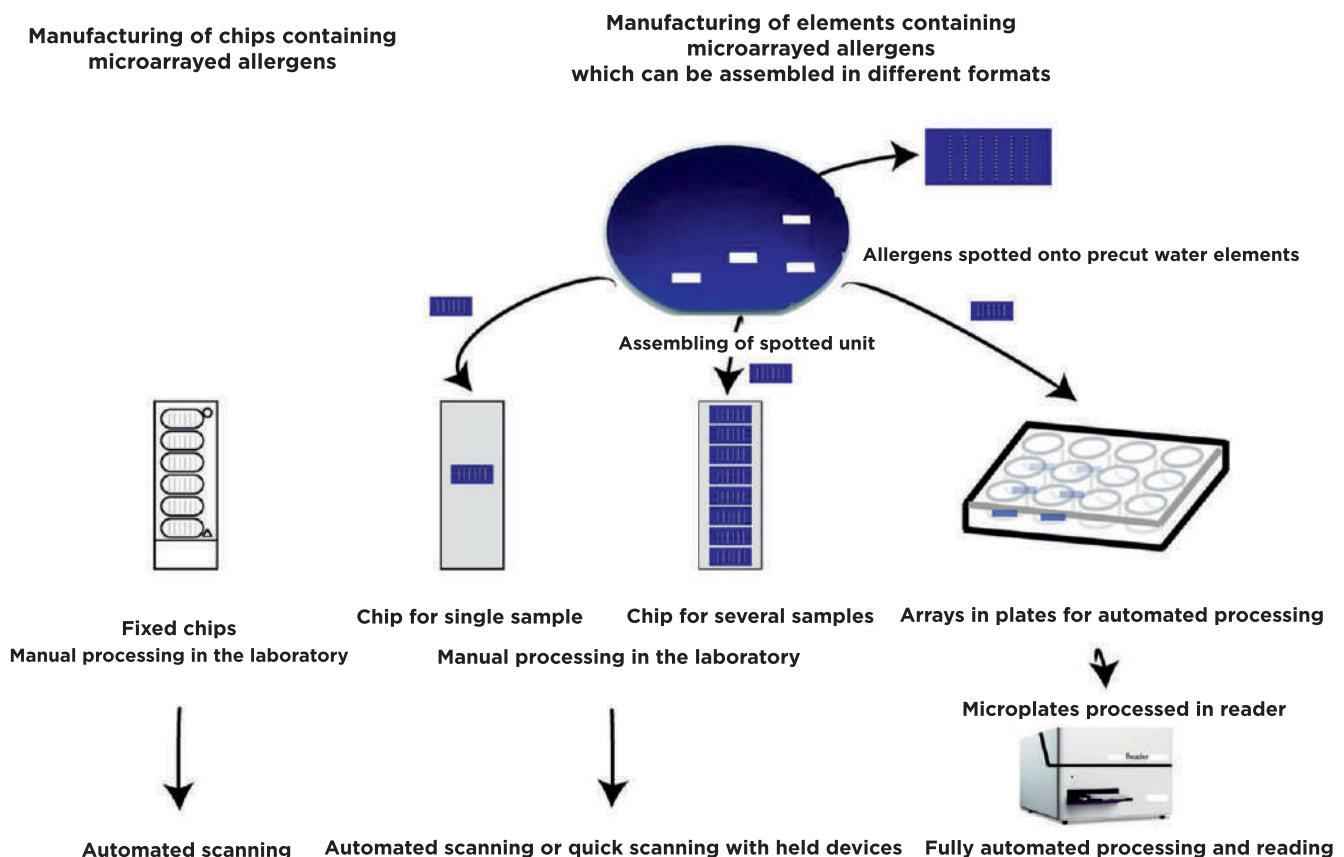 Manufacturing of chips containing
microarrayed allergens
Manufacturing of elements containing
microarrayed allergens
which can be assembled in different formats
Allergens spotted onto precut water elements
Assembling of spotted unit
Fixed chips
Manual processing in the laboratory
Chip for single sample
Chip for several samples
Manual processing in the laboratory
Arrays in plates for automated processing
Microplates processed in reader
Reader
Automated scanning
Automated scanning or quick scanning with held devices
Fully automated processing and reading